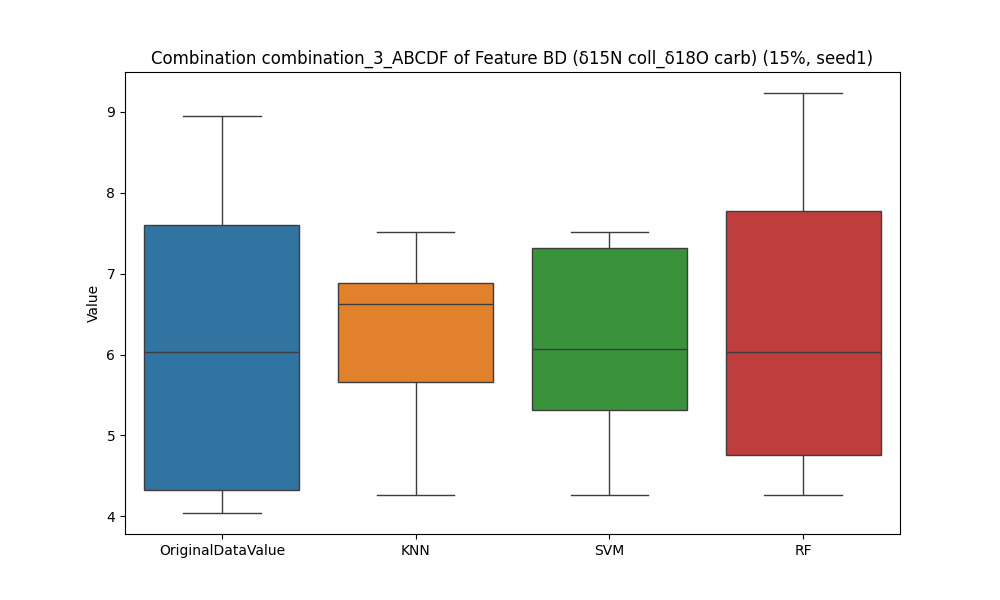 Combination combination_3_ABCDF of Feature BD (δ15N coll_δ18O carb) (15%, seed1)
9
8
7
6
5
4
Value
OriginalDataValue
KNN
SVM
RF